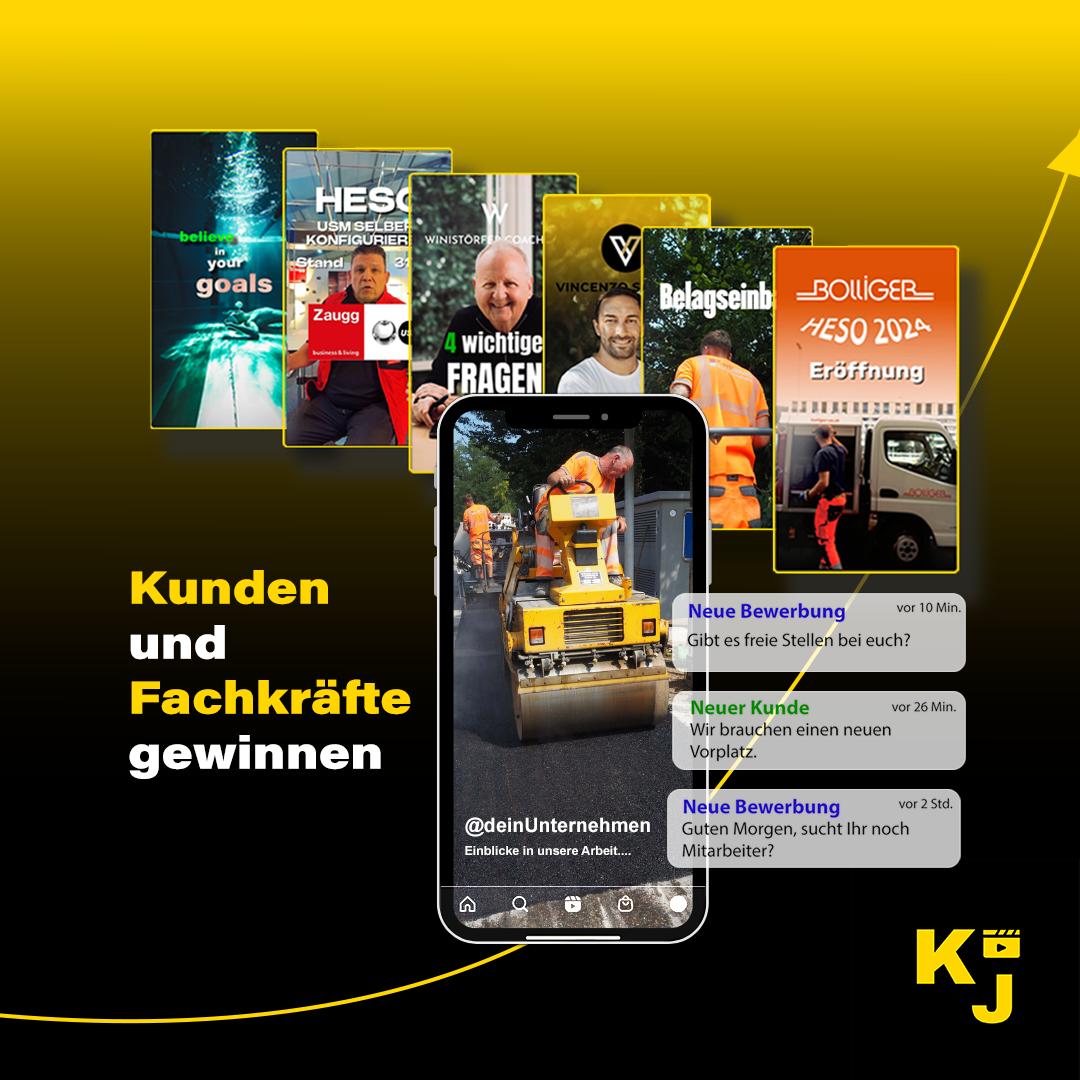 believe
in
your
goals
HESO
USM SELBER
KONFIGURIER
Stand
Zaugg
business & living
W
WINISTÖRFER COACH
4 wichtige
FRAGEN
V
VINCENZO S
Belagseinb
BOLLIGER
HESO 2024
Eröffnung
BOLLIGER
Kunden
und
Fachkräfte
gewinnen
@deinUnternehmen
Einblicke in unsere Arbeit....
Neue Bewerbung vor 10 Min.
Gibt es freie Stellen bei euch?
Neuer Kunde vor 26 Min.
Wir brauchen einen neuen
Vorplatz.
Neue Bewerbung vor 2 Std.
Guten Morgen, sucht Ihr noch
Mitarbeiter?
K
J